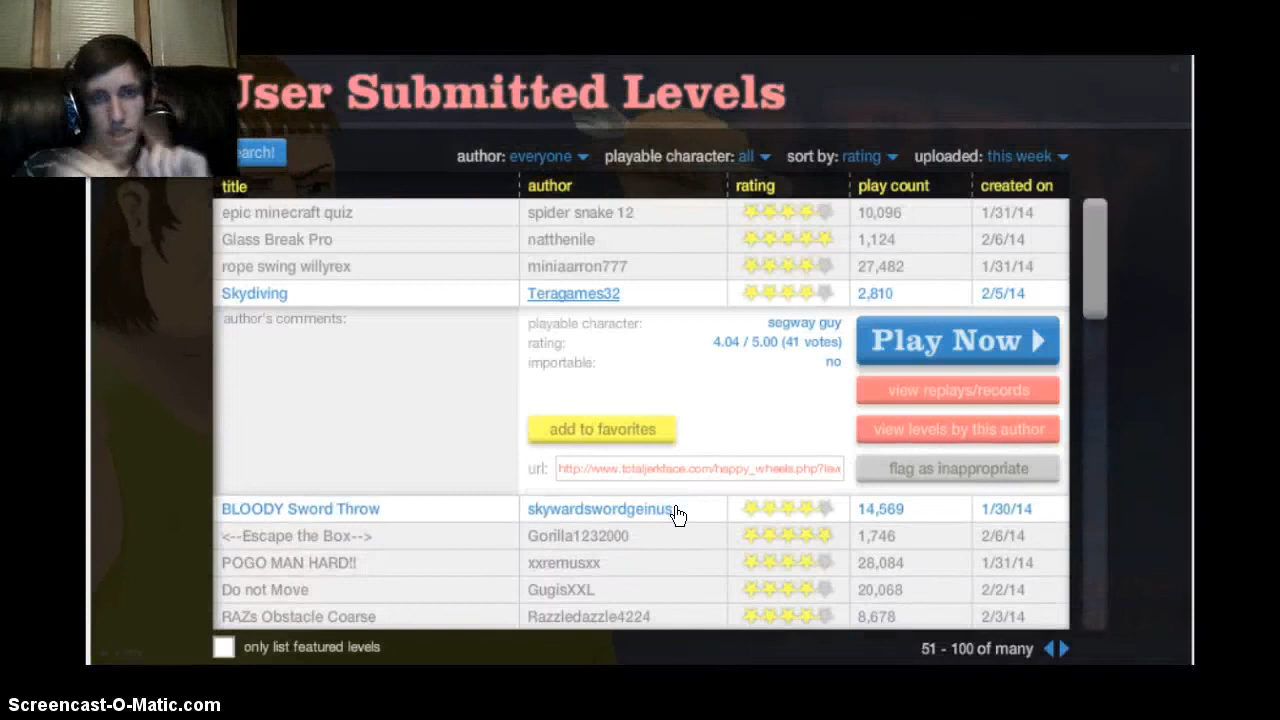 User Submitted Levels
earch!
author: everyone playable character: all sort by: rating uploaded: this week
title author rating play count created on
epic minecraft quiz spider snake 12 10,096 1/31/14
Glass Break Pro natthenile 1,124 2/6/14
rope swing willyrex miniaarron777 27,482 1/31/14
Skydiving Teragames32 2,810 2/5/14
author's comments:
playable character: segway guy
rating: 4.04 / 5.00 (41 votes)
importable: no
Play Now
view replays/records
add to favorites
view levels by this author
url: http://www.totaljerkface.com/happy_wheels.php?lev
flag as inappropriate
BLOODY Sword Throw skywardswordgeinus 14,569 1/30/14
<--Escape the Box--> Gorilla1232000 1,746 2/6/14
POGO MAN HARD!! xxremusxx 28,084 1/31/14
Do not Move GugisXXL 20,068 2/2/14
RAZs Obstacle Coarse Razzledazzle4224 8,678 2/3/14
only list featured levels
51 - 100 of many
Screencast-O-Matic.com